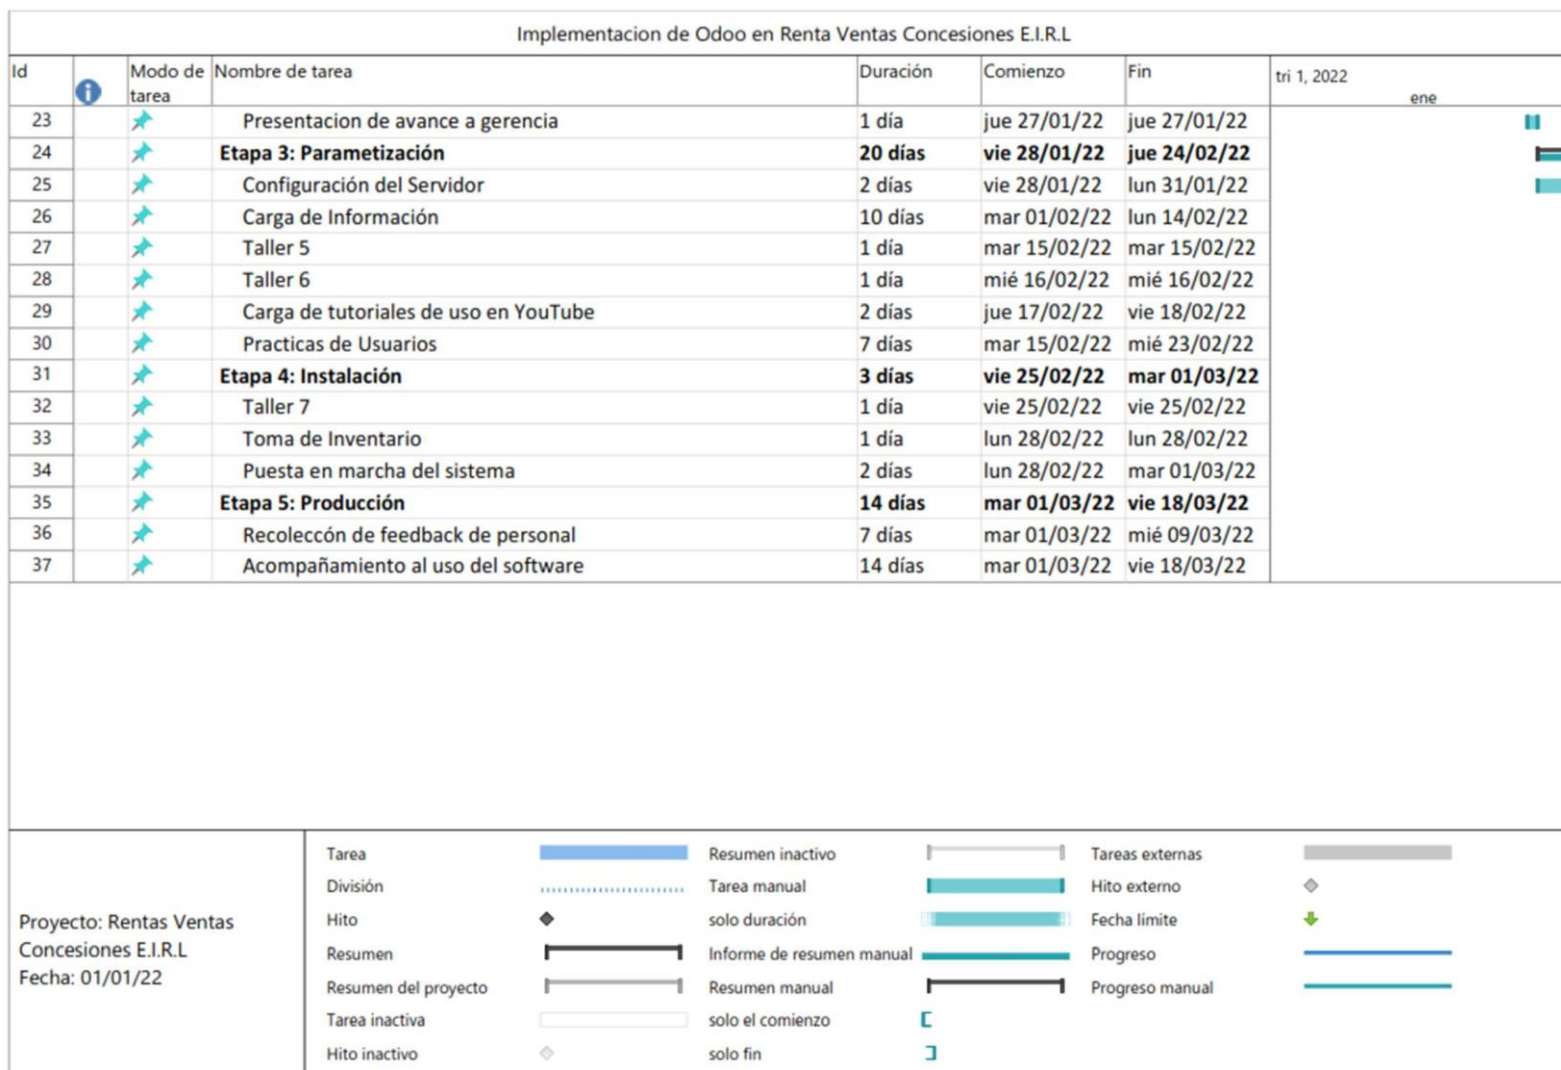 Implementacion de Odoo en Renta Ventas Concesiones E.I.R.L
Id Modo de tarea Nombre de tarea Duración Comienzo Fin tri 1, 2022
ene
23 Presentacion de avance a gerencia 1 día jue 27/01/22 jue 27/01/22
24 Etapa 3: Parametización 20 días vie 28/01/22 jue 24/02/22
25 Configuración del Servidor 2 días vie 28/01/22 lun 31/01/22
26 Carga de Información 10 días mar 01/02/22 lun 14/02/22
27 Taller 5 1 día mar 15/02/22 mar 15/02/22
28 Taller 6 1 día mié 16/02/22 mié 16/02/22
29 Carga de tutoriales de uso en YouTube 2 días jue 17/02/22 vie 18/02/22
30 Practicas de Usuarios 7 días mar 15/02/22 mié 23/02/22
31 Etapa 4: Instalación 3 días vie 25/02/22 mar 01/03/22
32 Taller 7 1 día vie 25/02/22 vie 25/02/22
33 Toma de Inventario 1 día lun 28/02/22 lun 28/02/22
34 Puesta en marcha del sistema 2 días lun 28/02/22 mar 01/03/22
35 Etapa 5: Producción 14 días mar 01/03/22 vie 18/03/22
36 Recoleccón de feedback de personal 7 días mar 01/03/22 mié 09/03/22
37 Acompañamiento al uso del software 14 días mar 01/03/22 vie 18/03/22
Proyecto: Rentas Ventas
Concesiones E.I.R.L
Fecha: 01/01/22
Tarea Resumen inactivo Tareas externas
División Tarea manual Hito externo
Hito solo duración Fecha límite
Resumen Informe de resumen manual Progreso
Resumen del proyecto Resumen manual Progreso manual
Tarea inactiva solo el comienzo
Hito inactivo solo fin